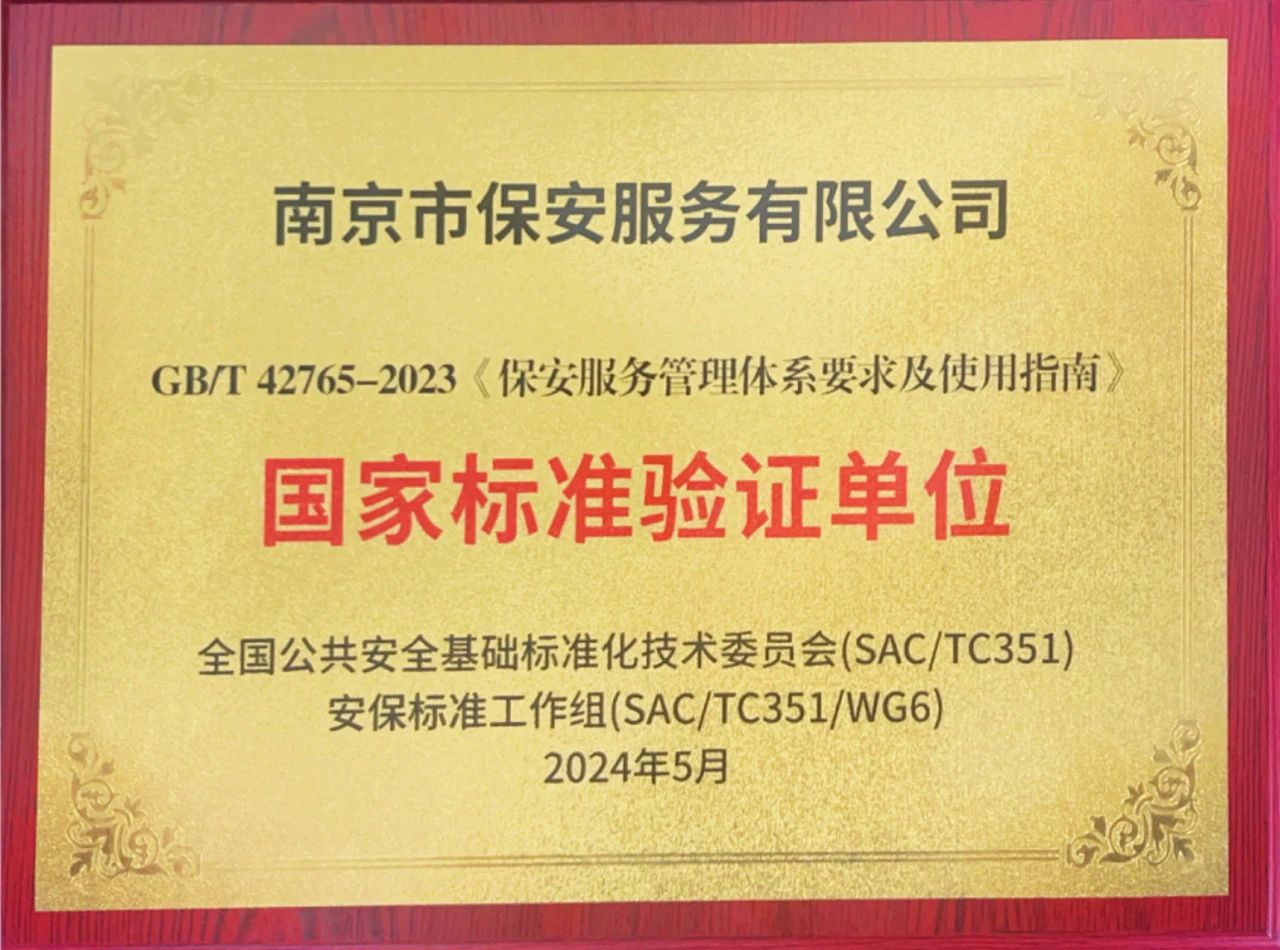 南京市保安服务有限公司
GB/T 42765-2023《保安服务管理体系要求及使用指南》
国家标准验证单位
全国公共安全基础标准化技术委员会(SAC/TC351)
安保标准工作组(SAC/TC351/WG6)
2024年5月